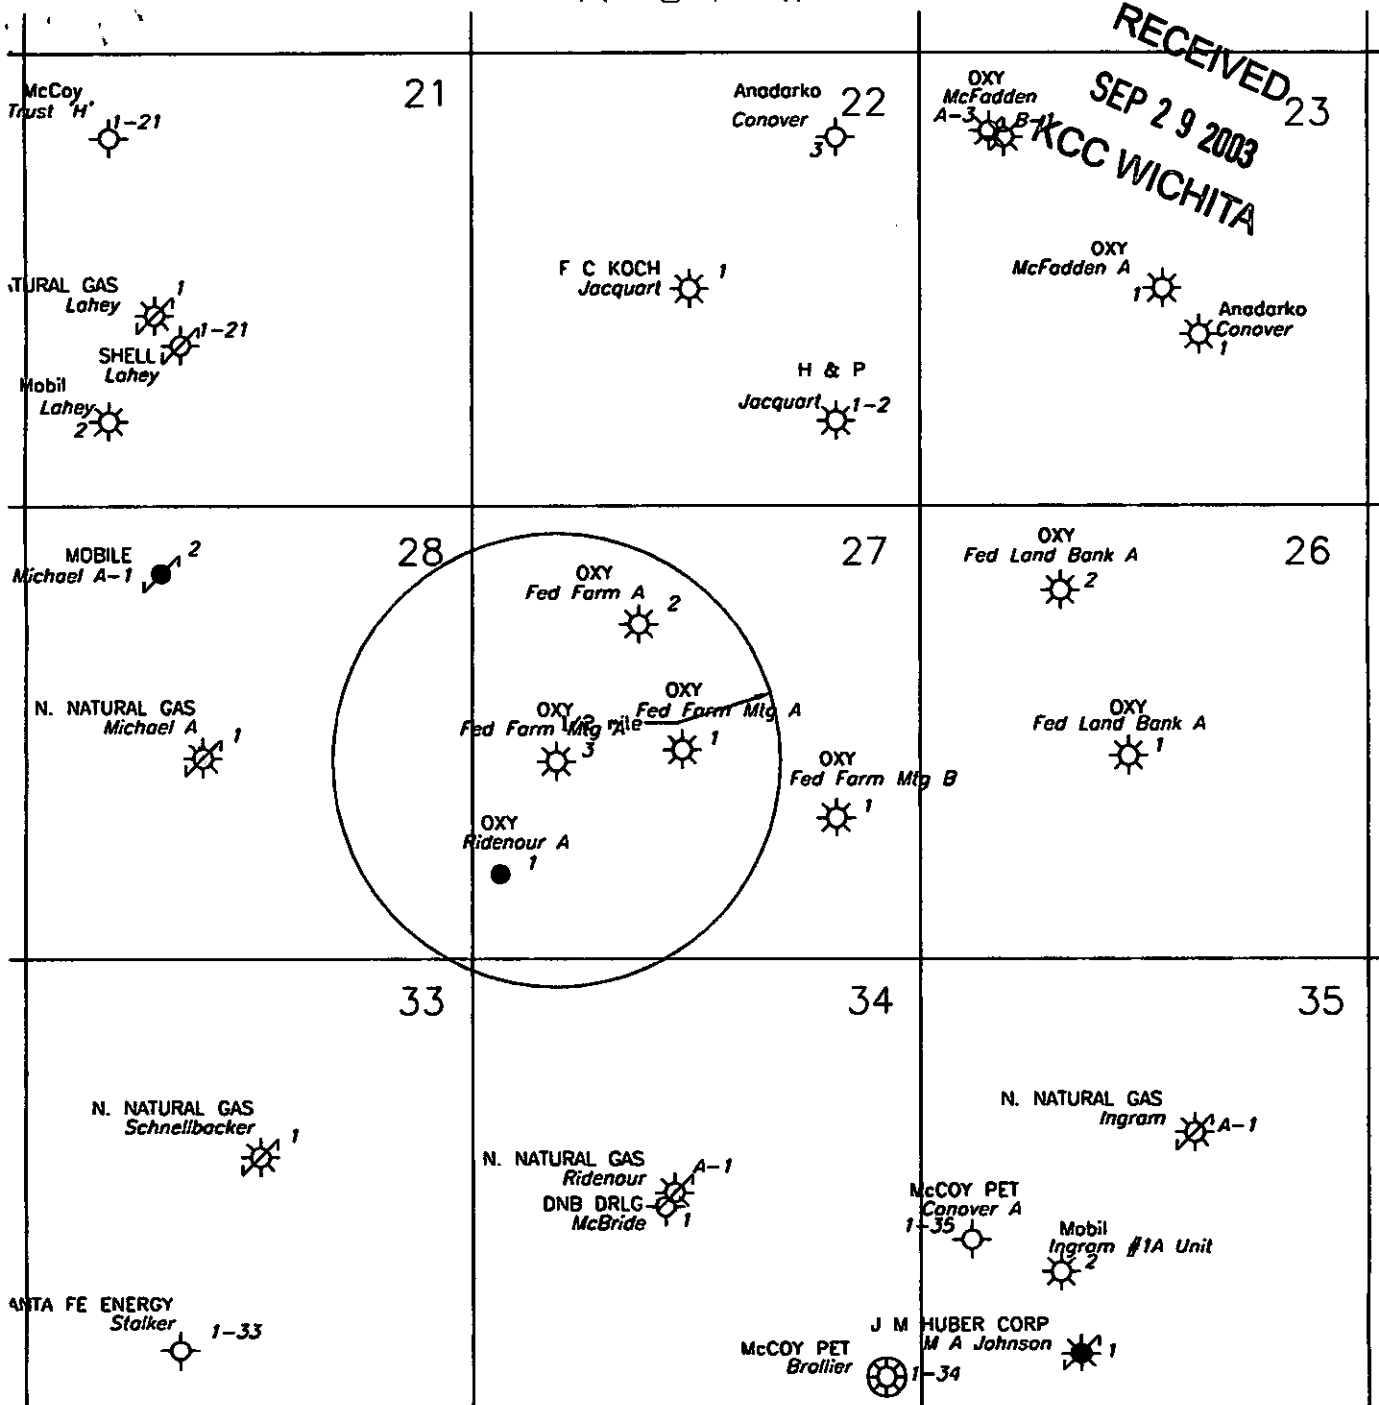 RECEIVED
SEP 29 2003
KCC WICHITA
McCoy
Trust 'H'
1-21
21
Anadarko
Conover
3
22
OXY
McFadden
A-3
23
TURAL GAS
Lahey
1
1-21
SHELL
Lahey
Mobil
Lahey
2
F C KOCH
Jacquart
1
H & P
Jacquart
1-2
OXY
McFadden A
1
Anadarko
Conover
1
MOBILE
Michael A-1
2
28
OXY
Fed Farm A
2
27
OXY
Fed Land Bank A
2
26
N. NATURAL GAS
Michael A
1
OXY
Fed Farm Mtg A
3
1/2 mile
OXY
Fed Farm Mtg A
1
OXY
Fed Farm Mtg B
1
OXY
Fed Land Bank A
1
OXY
Ridenour A
1
33
34
35
N. NATURAL GAS
Schnellbacker
1
N. NATURAL GAS
Ridenour
A-1
DNB DRLG
McBride
1
N. NATURAL GAS
Ingram
A-1
McCOY PET
Conover A
1-35
Mobil
Ingram #1A Unit
2
ANTA FE ENERGY
Stalker
1-33
McCOY PET
Brollier
1-34
J M HUBER CORP
M A Johnson
1